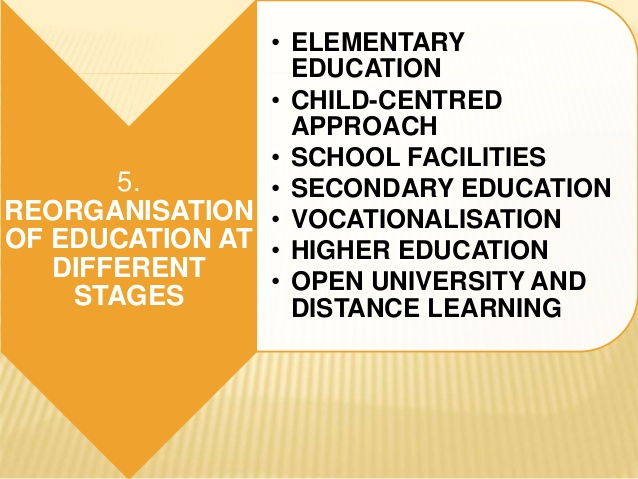 5.
REORGANISATION
OF EDUCATION AT
DIFFERENT
STAGES
• ELEMENTARY
EDUCATION
• CHILD-CENTRED
APPROACH
• SCHOOL FACILITIES
• SECONDARY EDUCATION
• VOCATIONALISATION
• HIGHER EDUCATION
• OPEN UNIVERSITY AND
DISTANCE LEARNING